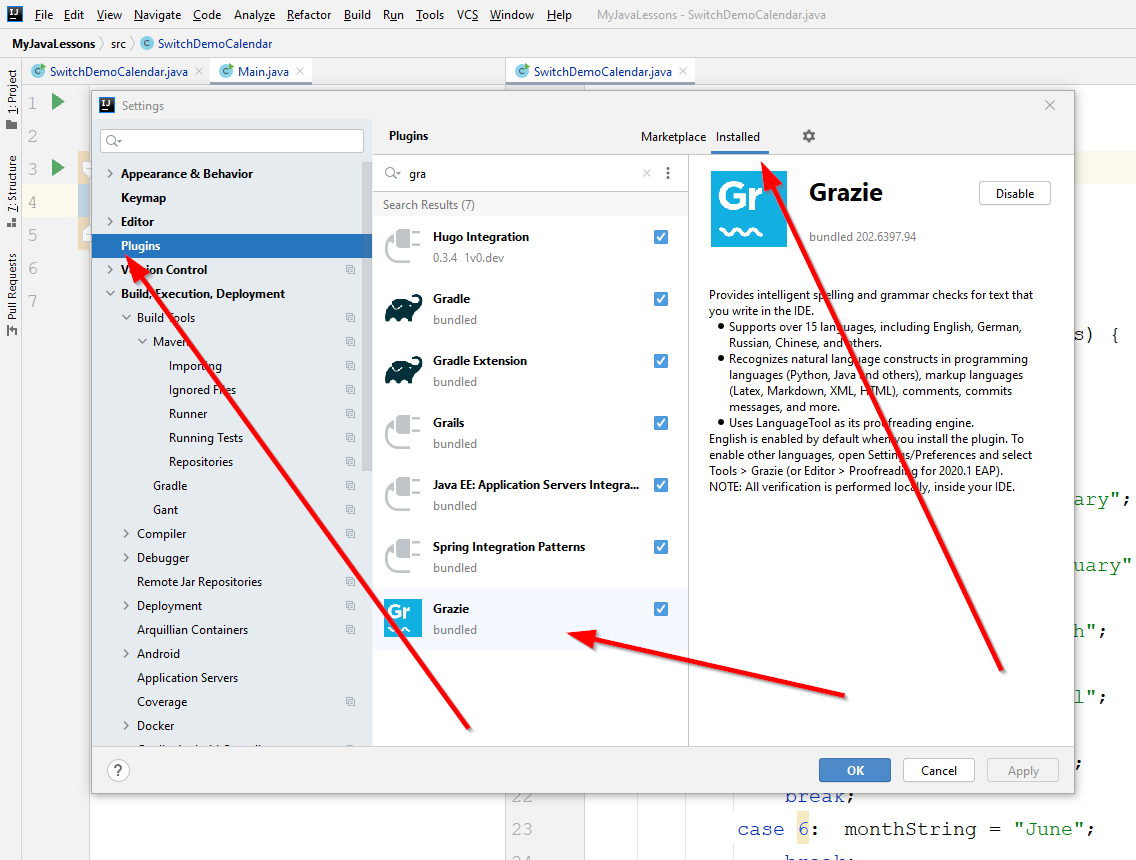 File Edit View Navigate Code Analyze Refactor Build Run Tools VCS Window Help MyJavaLessons - SwitchDemoCalendar.java
MyJavaLessons src SwitchDemoCalendar
SwitchDemoCalendar.java Main.java SwitchDemoCalendar.java
1: Project
7: Structure
Pull Requests
1
2
3
4
5
6
7
Settings
Appearance & Behavior
Keymap
Editor
Plugins
Version Control
Build, Execution, Deployment
Build Tools
Maven
Importing
Ignored Files
Runner
Running Tests
Repositories
Gradle
Gant
Compiler
Debugger
Remote Jar Repositories
Deployment
Arquillian Containers
Android
Application Servers
Coverage
Docker
Plugins Marketplace Installed
gra
Search Results (7)
Hugo Integration
0.3.4 1v0.dev
Gradle
bundled
Gradle Extension
bundled
Grails
bundled
Java EE: Application Servers Integra...
bundled
Spring Integration Patterns
bundled
Gr
Grazie
bundled
Gr
Grazie
Disable
bundled 202.6397.94
Provides intelligent spelling and grammar checks for text that
you write in the IDE.
Supports over 15 languages, including English, German,
Russian, Chinese, and others.
Recognizes natural language constructs in programming
languages (Python, Java and others), markup languages
(Latex, Markdown, XML, HTML), comments, commits
messages, and more.
Uses LanguageTool as its proofreading engine.
English is enabled by default when you install the plugin. To
enable other languages, open Settings/Preferences and select
Tools > Grazie (or Editor > Proofreading for 2020.1 EAP).
NOTE: All verification is performed locally, inside your IDE.
? OK Cancel Apply
s) {
ary";
uary"
h";
l";
;
22 break;
23 case 6: monthString = "June";
24 break;